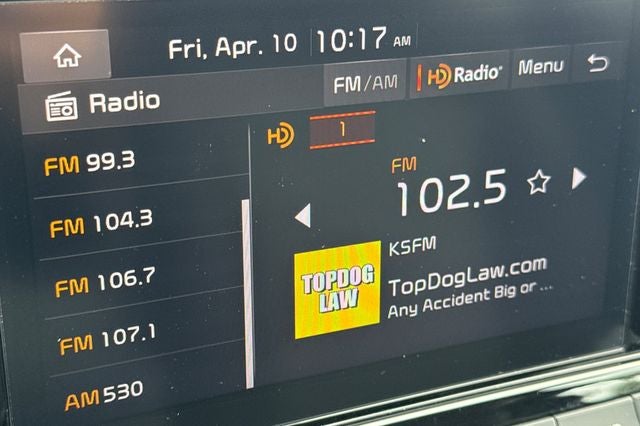 Fri, Apr. 10 10:17 AM
Radio
FM/AM
HD Radio
Menu
FM 99.3
FM 104.3
FM 106.7
FM 107.1
AM 530
HD 1
FM
102.5
KSFM
TOPDOG
LAW
TopDogLaw.com
Any Accident Big or ...